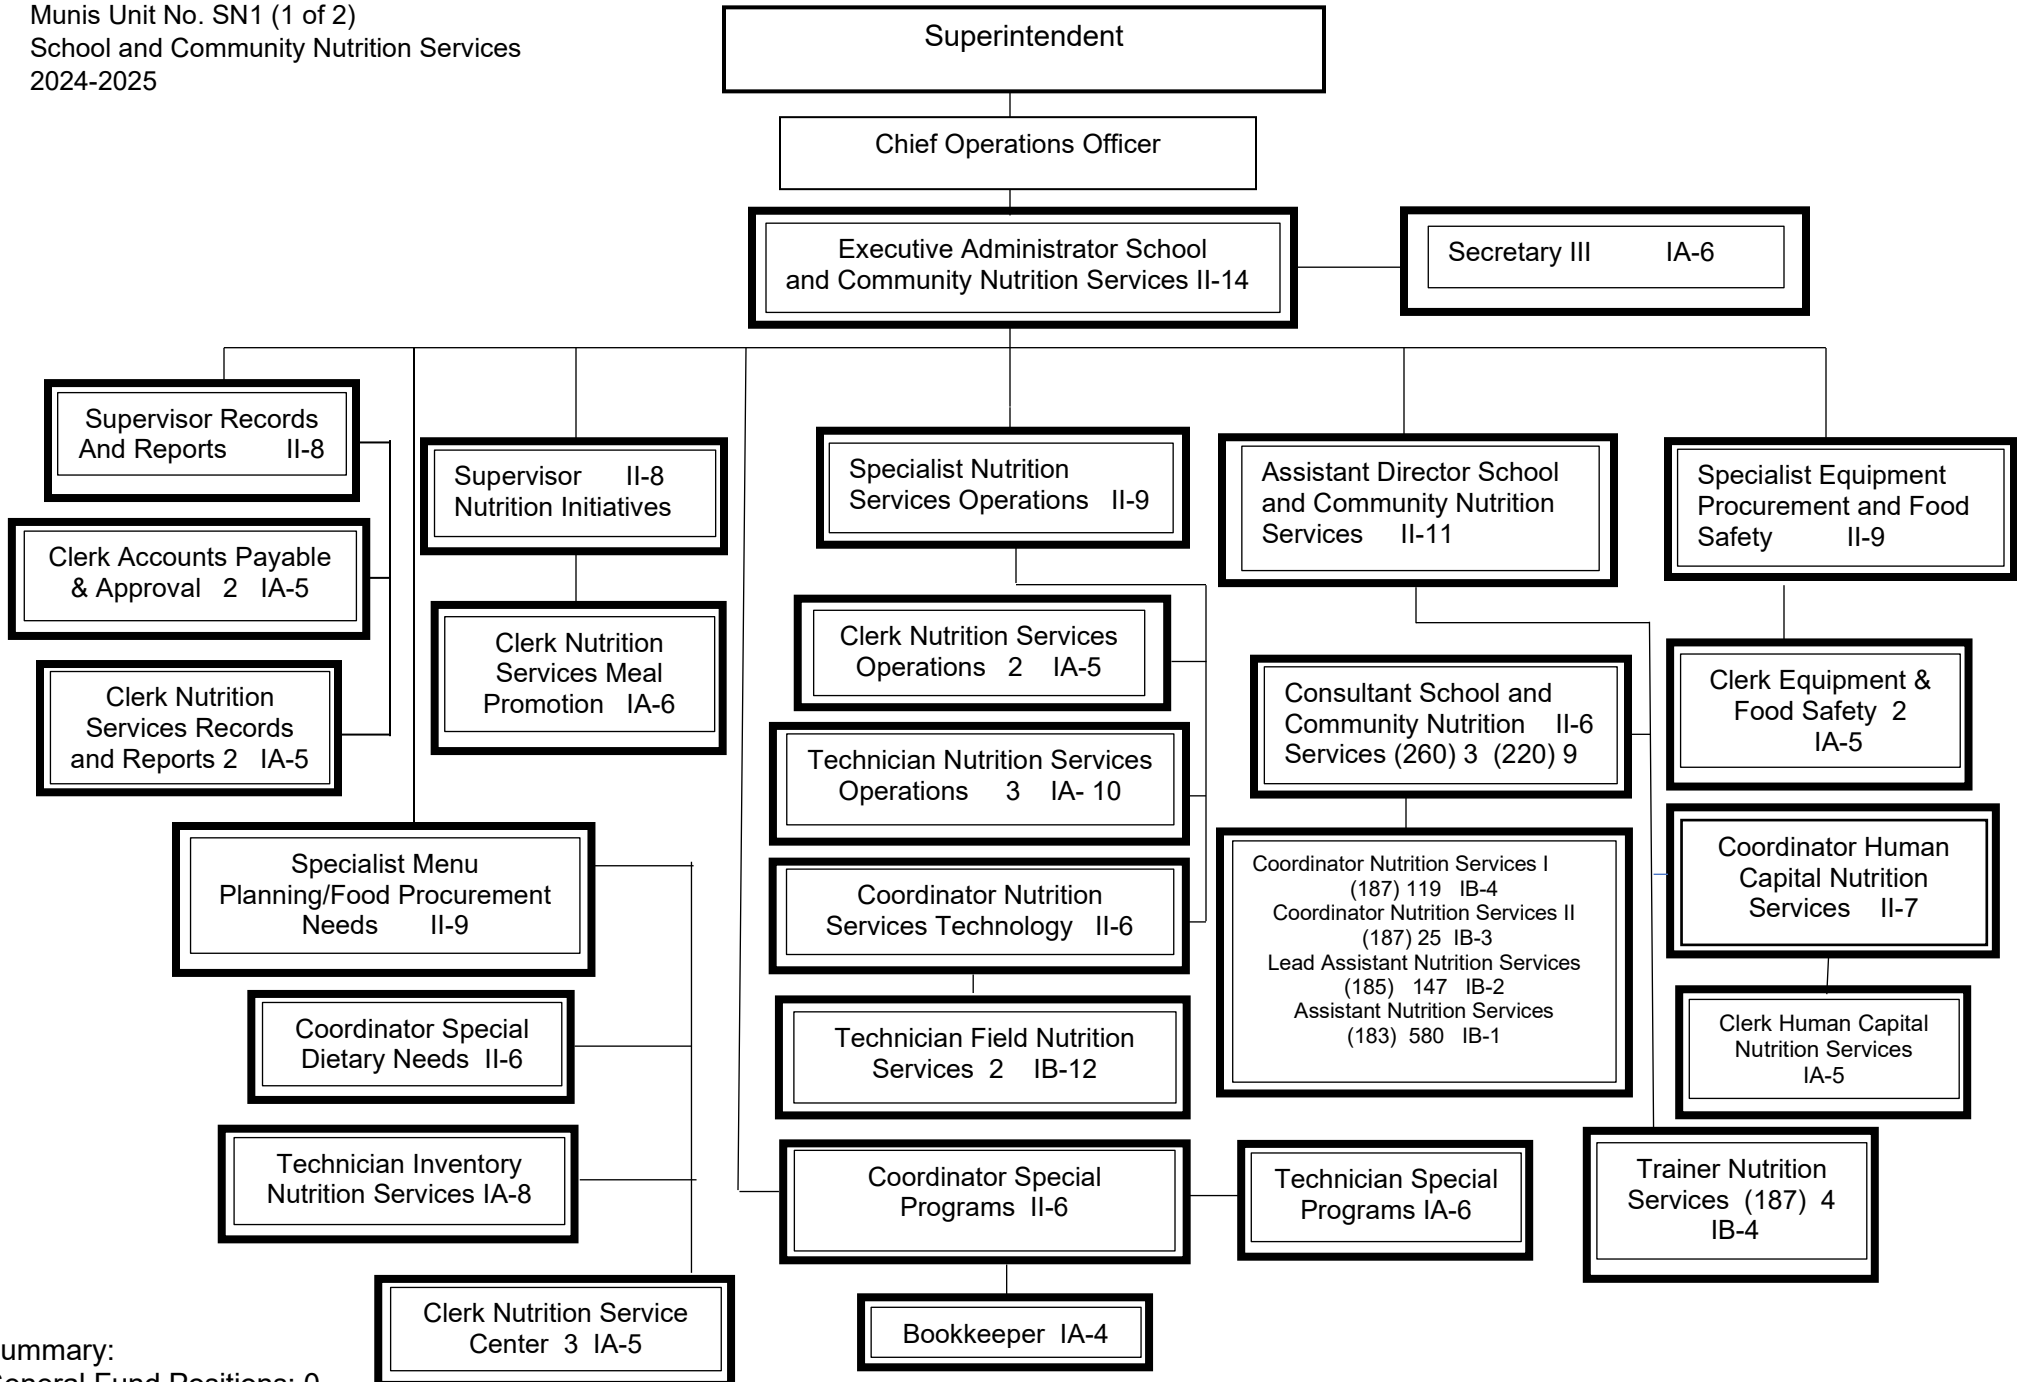 Munis Unit No. SN1 (1 of 2)
School and Community Nutrition Services
2024-2025
Superintendent
Chief Operations Officer
Executive Administrator School
and Community Nutrition Services II-14
Secretary III IA-6
Supervisor Records
And Reports II-8
Clerk Accounts Payable
& Approval 2 IA-5
Clerk Nutrition
Services Records
and Reports 2 IA-5
Supervisor II-8
Nutrition Initiatives
Clerk Nutrition
Services Meal
Promotion IA-6
Specialist Menu
Planning/Food Procurement
Needs II-9
Coordinator Special
Dietary Needs II-6
Technician Inventory
Nutrition Services IA-8
Clerk Nutrition Service
Center 3 IA-5
Specialist Nutrition
Services Operations II-9
Clerk Nutrition Services
Operations 2 IA-5
Technician Nutrition Services
Operations 3 IA- 10
Coordinator Nutrition
Services Technology II-6
Technician Field Nutrition
Services 2 IB-12
Coordinator Special
Programs II-6
Technician Special
Programs IA-6
Bookkeeper IA-4
Assistant Director School
and Community Nutrition
Services II-11
Consultant School and
Community Nutrition II-6
Services (260) 3 (220) 9
Coordinator Nutrition Services I
(187) 119 IB-4
Coordinator Nutrition Services II
(187) 25 IB-3
Lead Assistant Nutrition Services
(185) 147 IB-2
Assistant Nutrition Services
(183) 580 IB-1
Specialist Equipment
Procurement and Food
Safety II-9
Clerk Equipment &
Food Safety 2
IA-5
Coordinator Human
Capital Nutrition
Services II-7
Clerk Human Capital
Nutrition Services
IA-5
Trainer Nutrition
Services (187) 4
IB-4
ummary:
General Fund Positions: 0